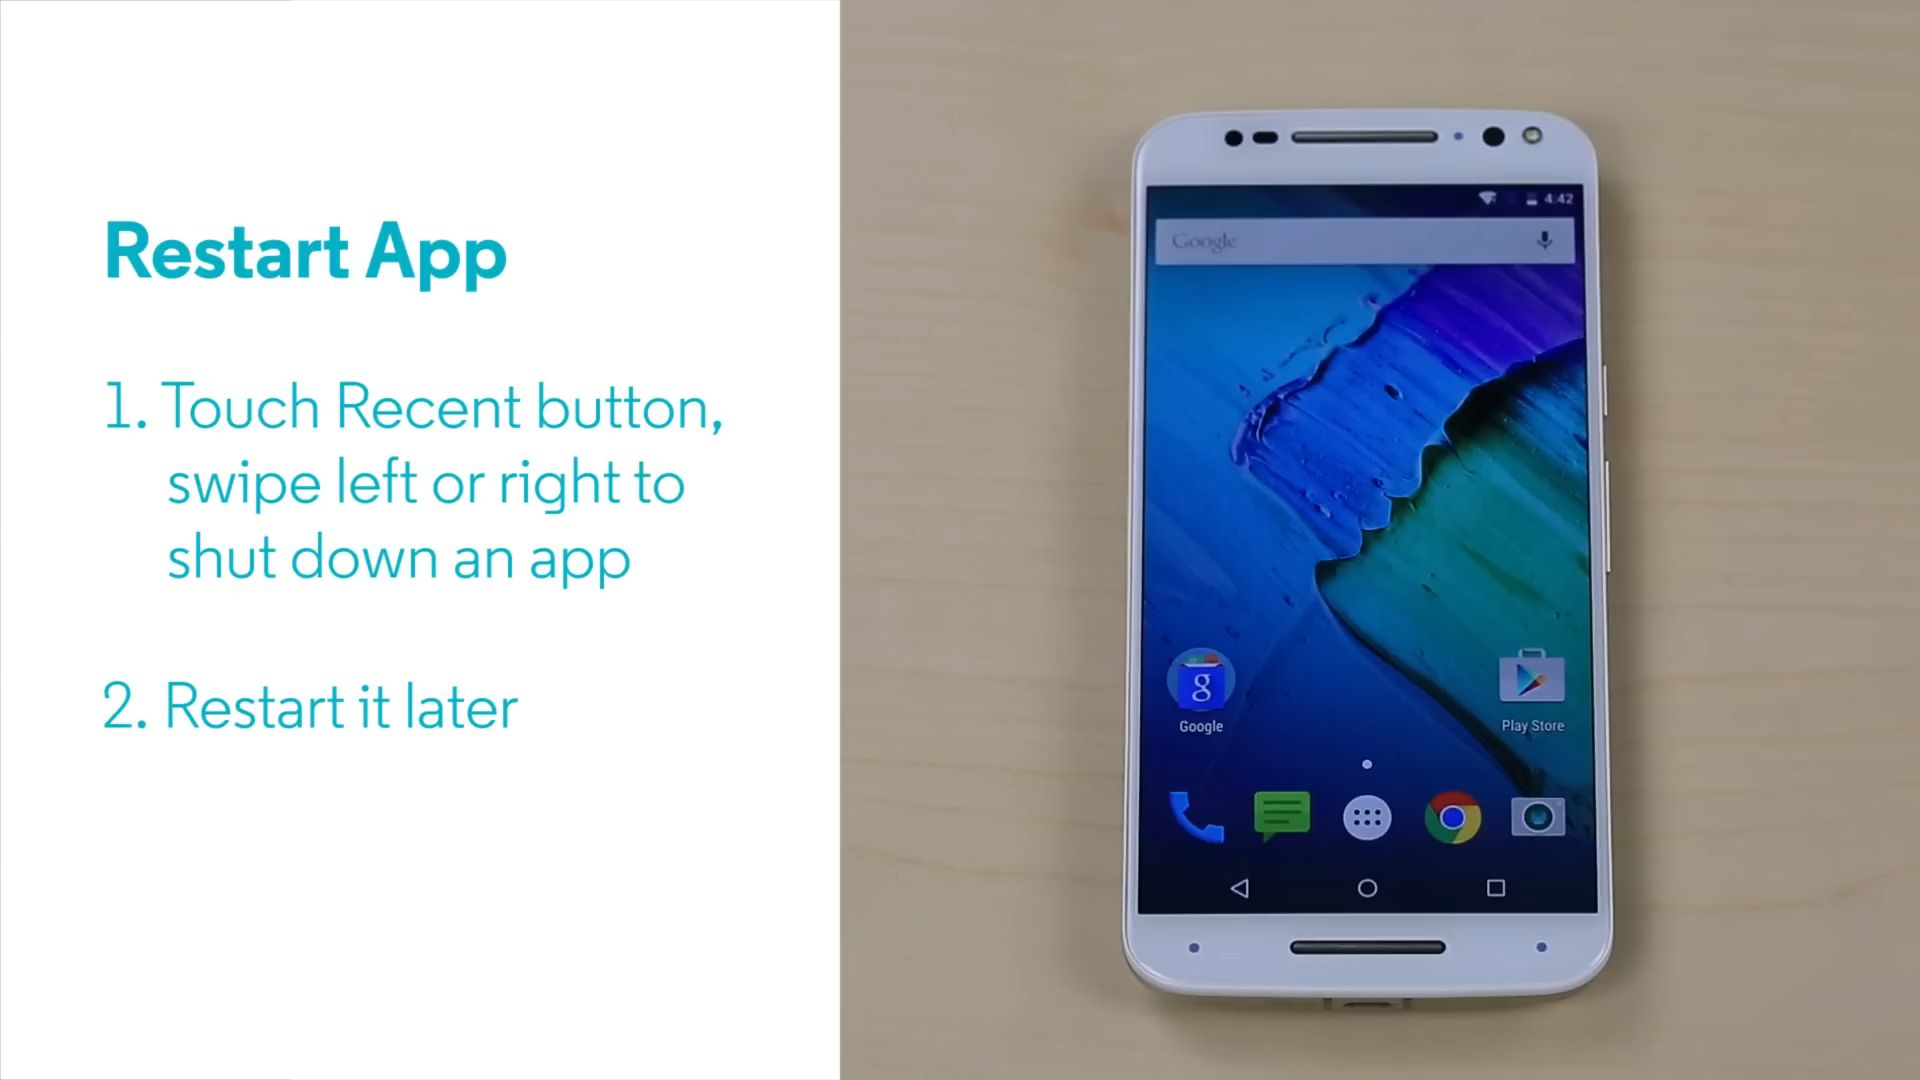 Restart App
1. Touch Recent button,
swipe left or right to
shut down an app
2. Restart it later
4:42
Google
g
Google
Play Store